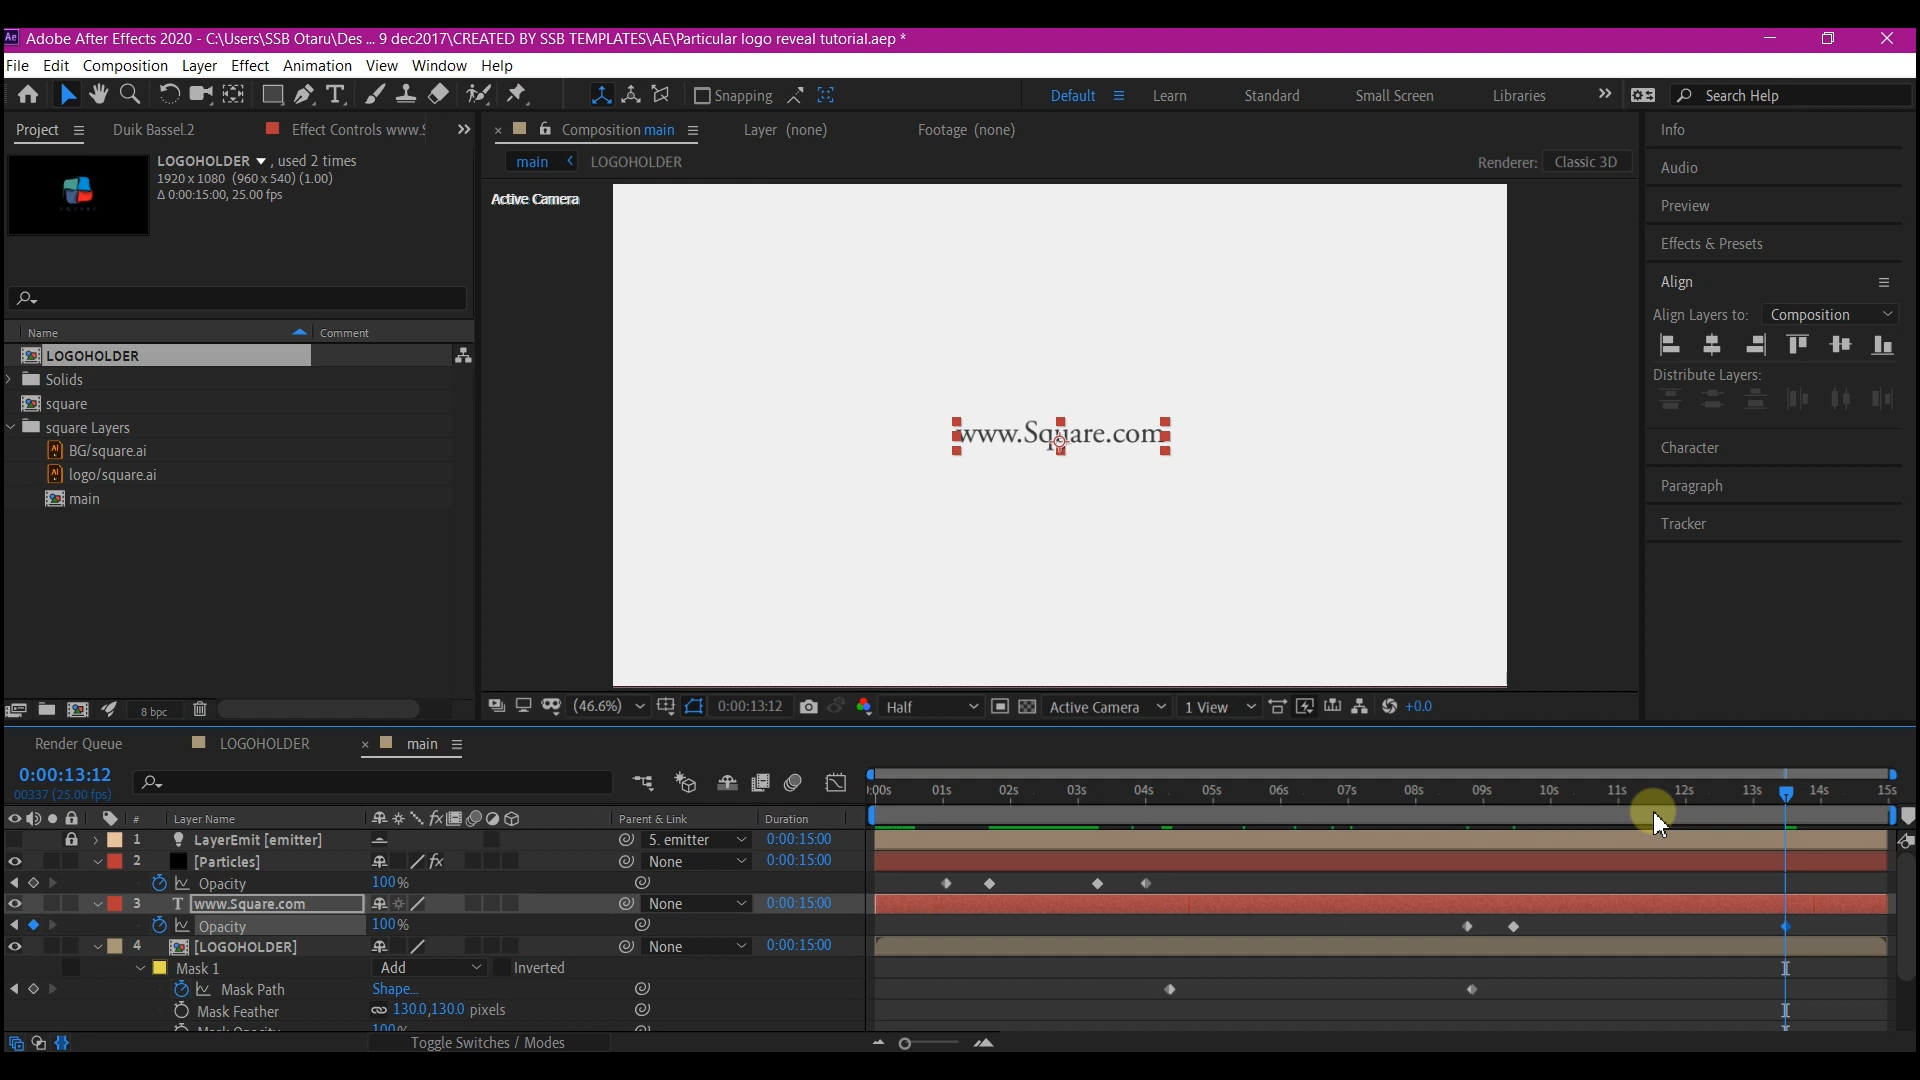 Ae Adobe After Effects 2020 - C:\Users\SSB Otaru\Des ... 9 dec2017\CREATED BY SSB TEMPLATES\AE\Particular logo reveal tutorial.aep *
File Edit Composition Layer Effect Animation View Window Help
Snapping Default Learn Standard Small Screen Libraries Search Help
Project Duik Bassel.2 Effect Controls www.S
Composition main Layer (none) Footage (none)
Info
LOGOHOLDER , used 2 times
1920 x 1080 (960 x 540) (1.00)
Δ 0:00:15:00, 25.00 fps
main LOGOHOLDER Renderer: Classic 3D
Active Camera
Audio
Preview
Effects & Presets
Align
Align Layers to: Composition
Distribute Layers:
Character
Paragraph
Tracker
Name Comment
LOGOHOLDER
Solids
square
square Layers
BG/square.ai
logo/square.ai
main
www.Square.com
8 bpc
(46.6%) 0:00:13:12 Half Active Camera 1 View +0.0
Render Queue LOGOHOLDER main
0:00:13:12
00337 (25.00 fps)
:00s 01s 02s 03s 04s 05s 06s 07s 08s 09s 10s 11s 12s 13s 14s 15s
# Layer Name Parent & Link Duration
1 LayerEmit [emitter] 5. emitter 0:00:15:00
2 [Particles] None 0:00:15:00
Opacity 100%
3 T www.Square.com None 0:00:15:00
Opacity 100%
4 [LOGOHOLDER] None 0:00:15:00
Mask 1 Add Inverted
Mask Path Shape...
Mask Feather 130.0,130.0 pixels
Mask Opacity 100%
Toggle Switches / Modes